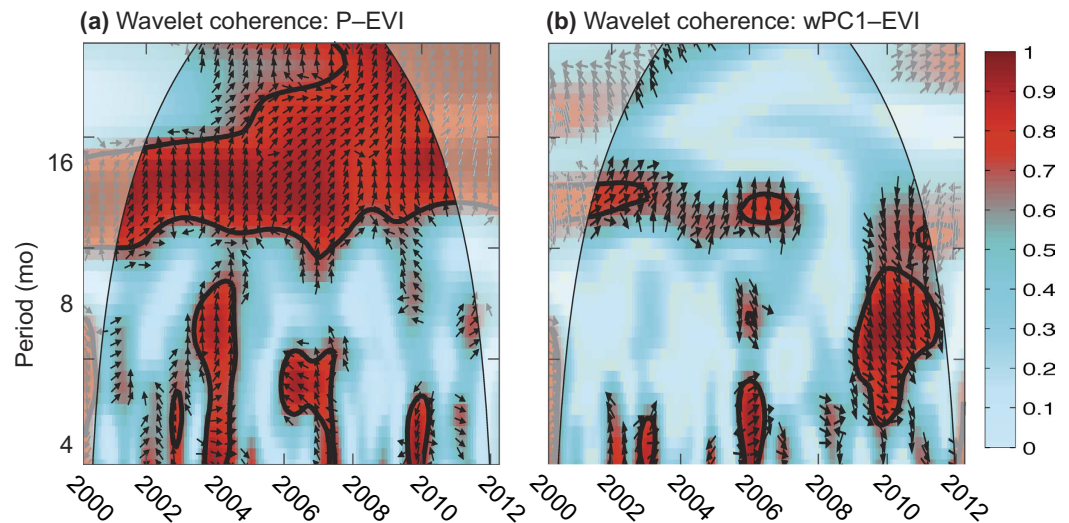 (a) Wavelet coherence: P–EVI
(b) Wavelet coherence: wPC1–EVI
Period (mo)
16
8
4
2000 2002 2004 2006 2008 2010 2012
2000 2002 2004 2006 2008 2010 2012
1
0.9
0.8
0.7
0.6
0.5
0.4
0.3
0.2
0.1
0